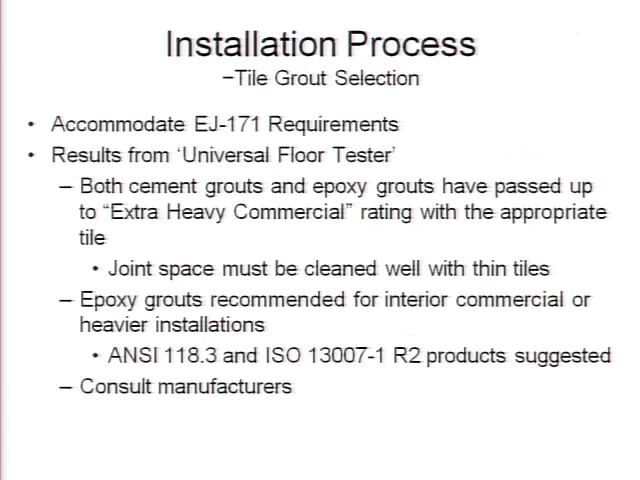 Installation Process
–Tile Grout Selection
• Accommodate EJ-171 Requirements
• Results from ‘Universal Floor Tester’
– Both cement grouts and epoxy grouts have passed up
to “Extra Heavy Commercial” rating with the appropriate
tile
• Joint space must be cleaned well with thin tiles
– Epoxy grouts recommended for interior commercial or
heavier installations
• ANSI 118.3 and ISO 13007-1 R2 products suggested
– Consult manufacturers